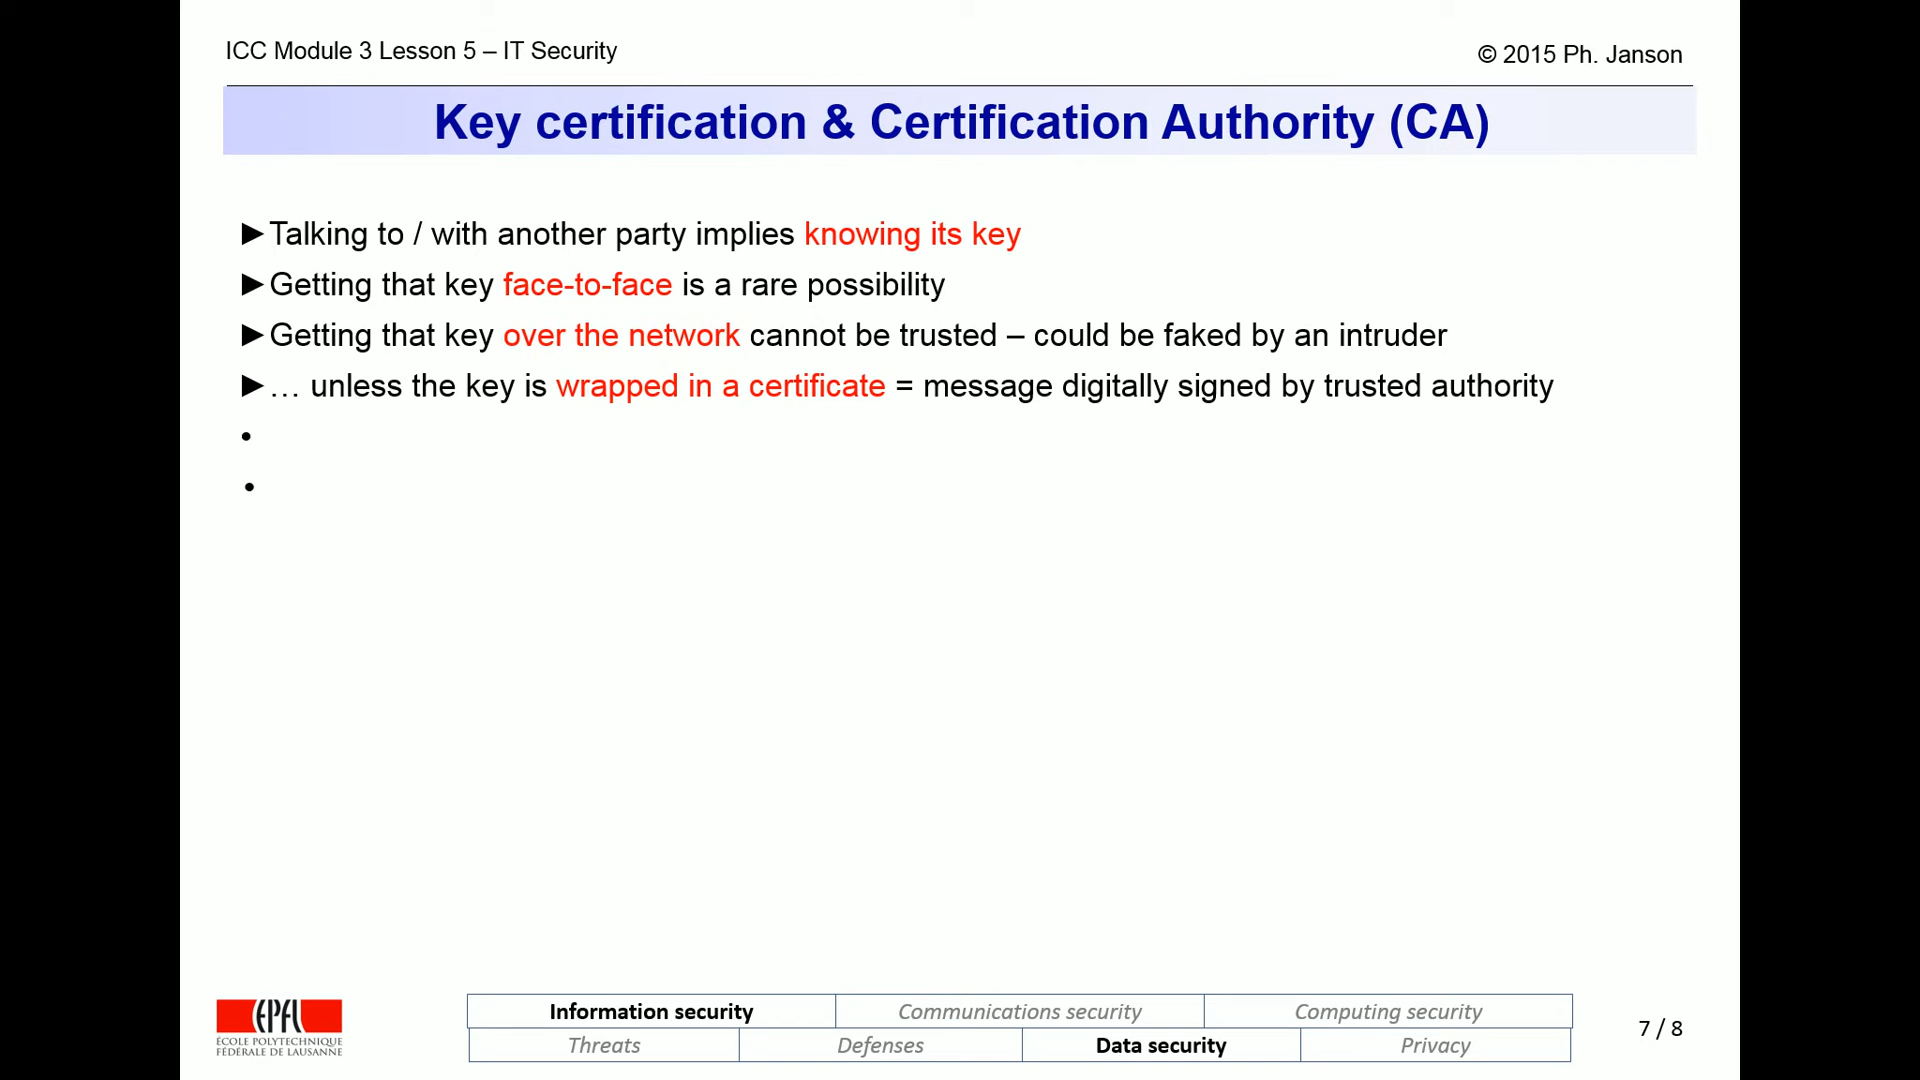 ICC Module 3 Lesson 5 – IT Security
© 2015 Ph. Janson
Key certification & Certification Authority (CA)
►Talking to / with another party implies knowing its key
►Getting that key face-to-face is a rare possibility
►Getting that key over the network cannot be trusted – could be faked by an intruder
►… unless the key is wrapped in a certificate = message digitally signed by trusted authority
•
•
EPFL
ÉCOLE POLYTECHNIQUE
FÉDÉRALE DE LAUSANNE
Information security Communications security Computing security
Threats Defenses Data security Privacy
7 / 8